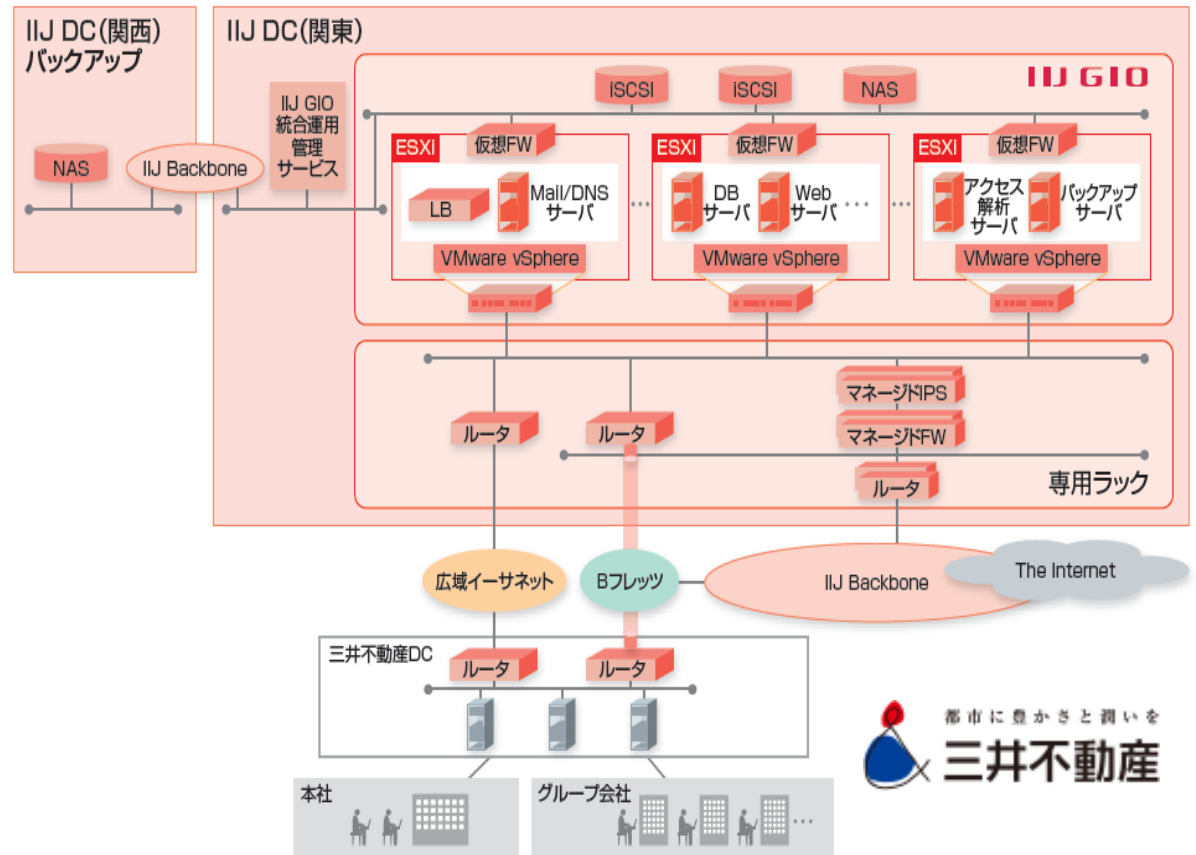 IIJ DC(関西)
バックアップ
IIJ DC(関東)
IIJ GIO
iSCSI
iSCSI
NAS
IIJ GIO
統合運用
管理
サービス
NAS
IIJ Backbone
ESXI
仮想FW
ESXI
仮想FW
ESXI
仮想FW
LB
Mail/DNS
サーバ
…
DB
サーバ
Web
サーバ
…
…
アクセス
解析
サーバ
バックアップ
サーバ
VMware vSphere
VMware vSphere
VMware vSphere
マネージドIPS
ルータ
ルータ
マネージドFW
ルータ
専用ラック
広域イーサネット
Bフレッツ
IIJ Backbone
The Internet
三井不動産DC
ルータ
ルータ
本社
グループ会社
…
都市に豊かさと潤いを
三井不動産